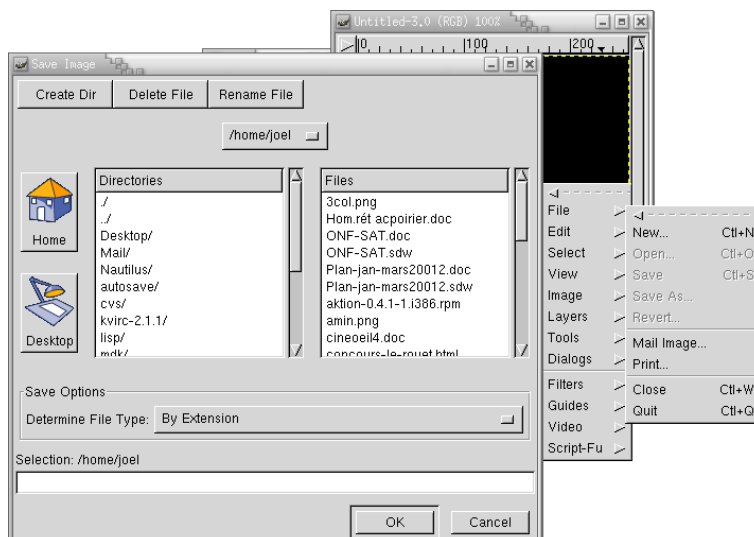 Untitled-3.0 (RGB) 100%
0 100 200
Save Image
Create Dir Delete File Rename File
/home/joel
Home
Desktop
Directories
./
../
Desktop/
Mail/
Nautilus/
autosave/
cvs/
kvirc-2.1.1/
lisp/
mdk/
Files
3col.png
Hom.rét acpoirier.doc
ONF-SAT.doc
ONF-SAT.sdw
Plan-jan-mars20012.doc
Plan-jan-mars20012.sdw
aktion-0.4.1-1.i386.rpm
amin.png
cineoeil4.doc
concours-le-rouet.html
Save Options
Determine File Type: By Extension
Selection: /home/joel
OK Cancel
File
Edit
Select
View
Image
Layers
Tools
Dialogs
Filters
Guides
Video
Script-Fu
New... Ctl+N
Open... Ctl+O
Save Ctl+S
Save As...
Revert...
Mail Image...
Print...
Close Ctl+W
Quit Ctl+Q